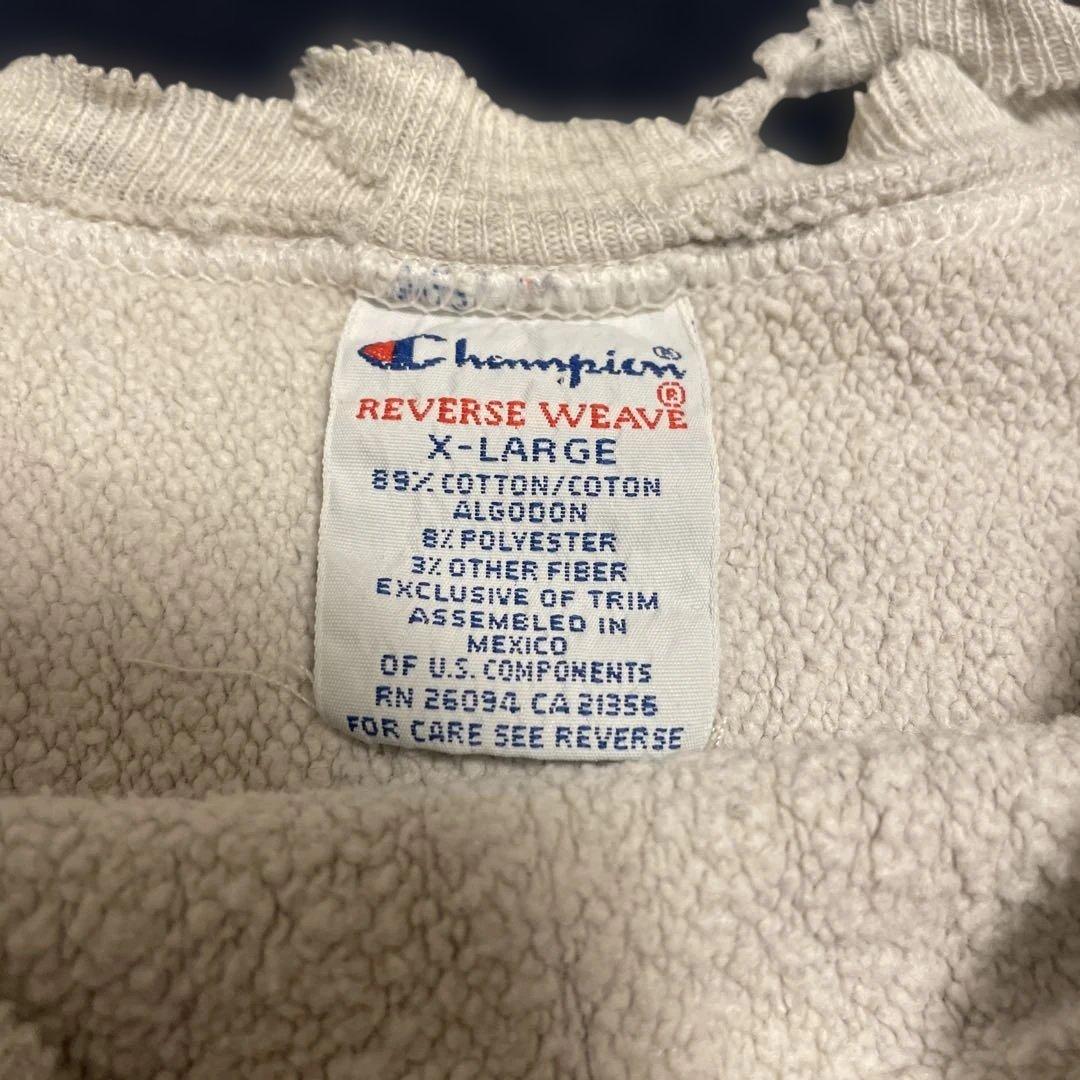 Champion®
REVERSE WEAVE®
X-LARGE
89% COTTON/COTON
ALGODON
8% POLYESTER
3% OTHER FIBER
EXCLUSIVE OF TRIM
ASSEMBLED IN
MEXICO
OF U.S. COMPONENTS
RN 26094 CA 21356
FOR CARE SEE REVERSE